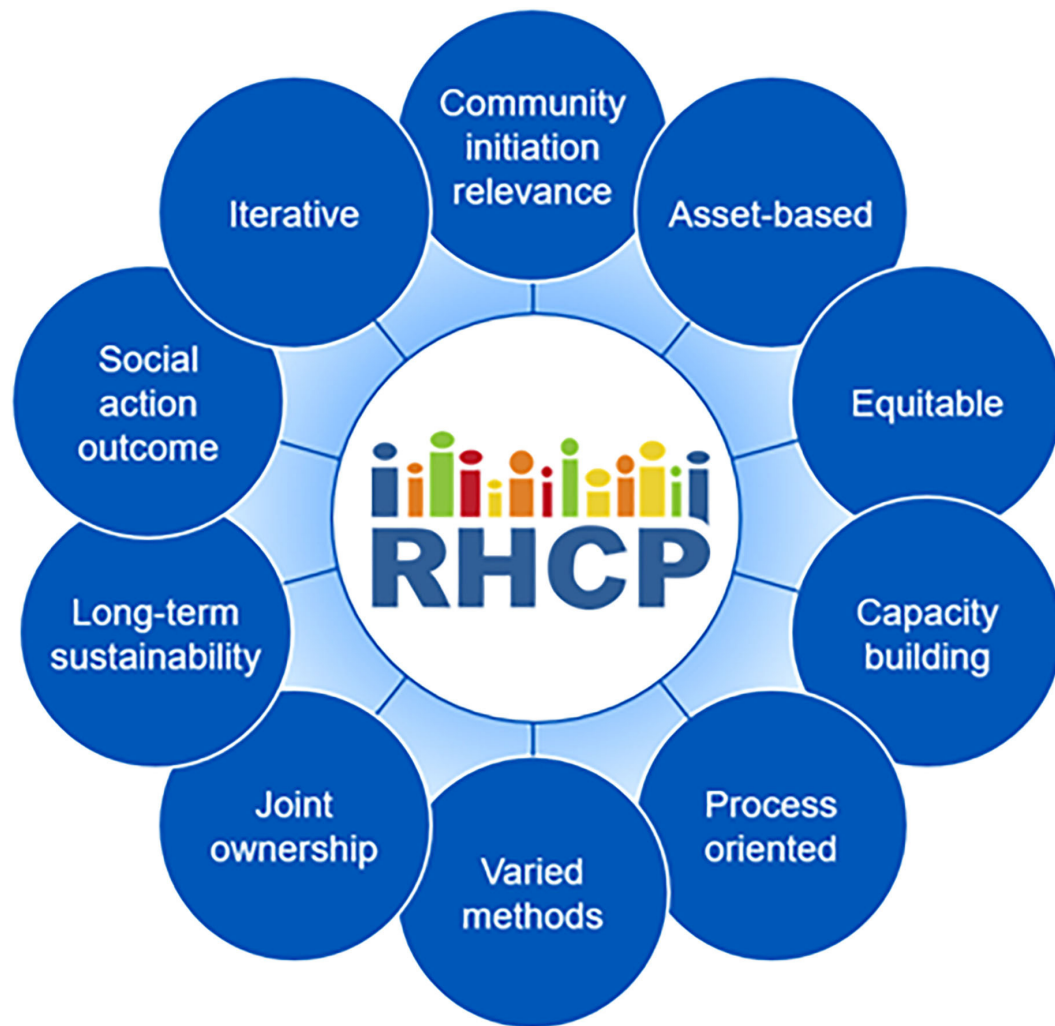 Community
initiation
relevance
Asset-based
Equitable
Capacity
building
Process
oriented
Varied
methods
Joint
ownership
Long-term
sustainability
Social
action
outcome
Iterative
RHCP